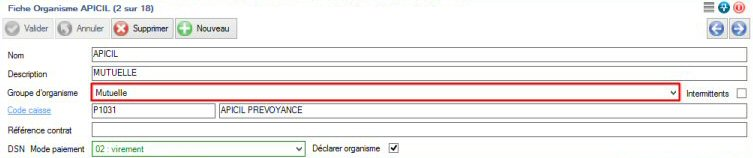 Fiche Organisme APICIL (2 sur 18)
Valider Annuler Supprimer Nouveau
Nom APICIL
Description MUTUELLE
Groupe d'organisme Mutuelle Intermittents
Code caisse P1031 APICIL PREVOYANCE
Référence contrat
DSN Mode paiement 02 : virement Déclarer organisme